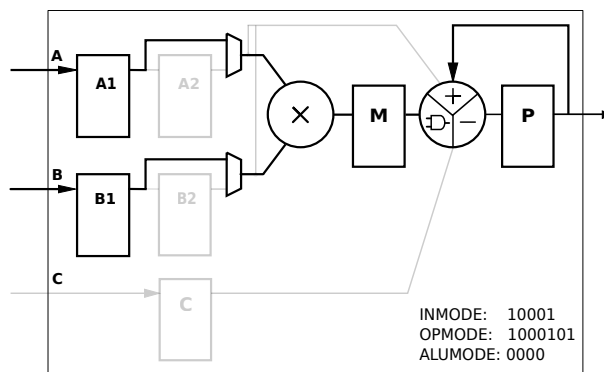 A
A1
A2
M
P
B
B1
B2
C
C
INMODE: 10001
OPMODE: 1000101
ALUMODE: 0000